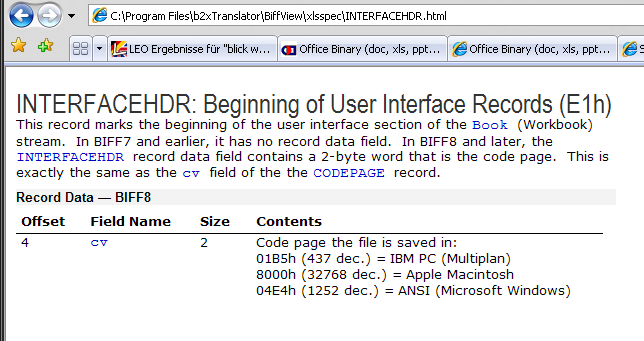 C:\Program Files\b2xTranslator\BiffView\xlsspec\INTERFACEHDR.html
LEO Ergebnisse für "blick w... Office Binary (doc, xls, ppt... Office Binary (doc, xls, ppt...
INTERFACEHDR: Beginning of User Interface Records (E1h)
This record marks the beginning of the user interface section of the Book (Workbook)
stream. In BIFF7 and earlier, it has no record data field. In BIFF8 and later, the
INTERFACEHDR record data field contains a 2-byte word that is the code page. This is
exactly the same as the cv field of the the CODEPAGE record.
Record Data — BIFF8
Offset Field Name Size Contents
4 cv 2 Code page the file is saved in:
01B5h (437 dec.) = IBM PC (Multiplan)
8000h (32768 dec.) = Apple Macintosh
04E4h (1252 dec.) = ANSI (Microsoft Windows)